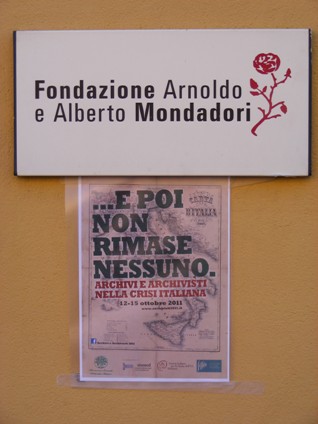 Fondazione Arnoldo
e Alberto Mondadori
...E POI
NON
RIMASE
NESSUNO.
ARCHIVI E ARCHIVISTI
NELLA CRISI ITALIANA
12-15 ottobre 2011